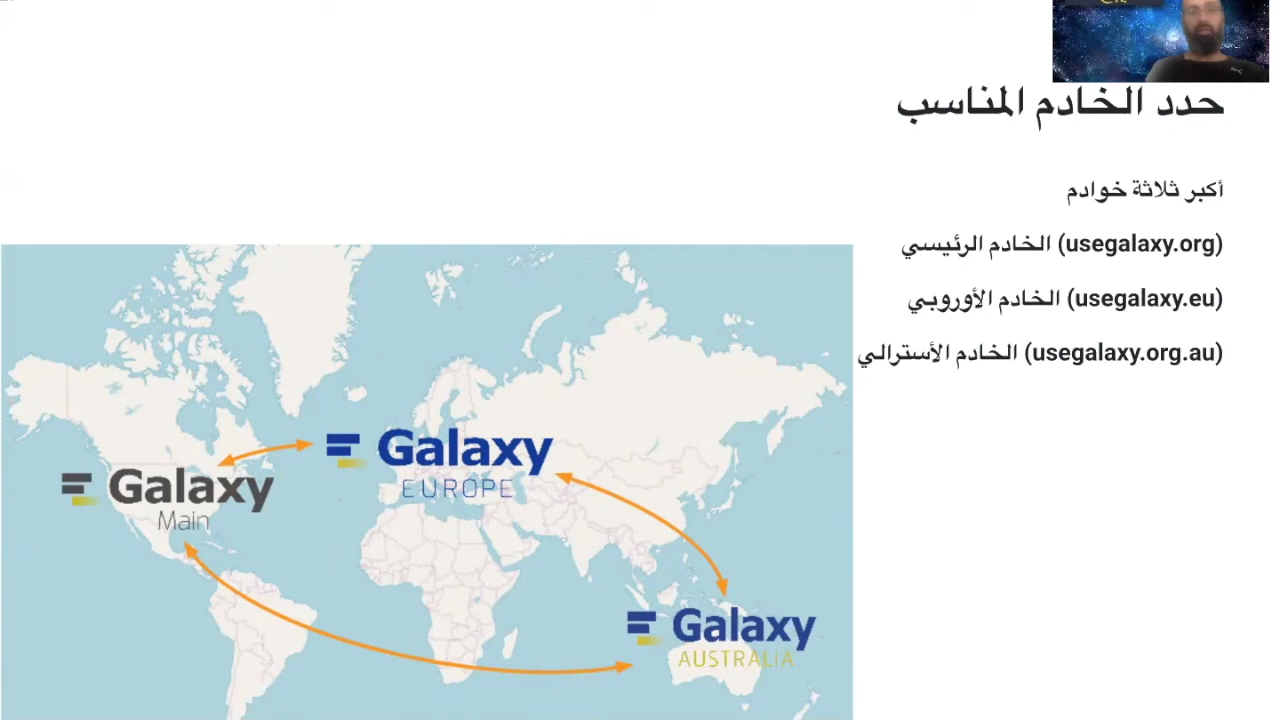 حدد الخادم المناسب
أكبر ثلاثة خوادم
(usegalaxy.org) الخادم الرئيسي
(usegalaxy.eu) الخادم الأوروبي
(usegalaxy.org.au) الخادم الأسترالي
Galaxy
EUROPE
Galaxy
Main
Galaxy
AUSTRALIA